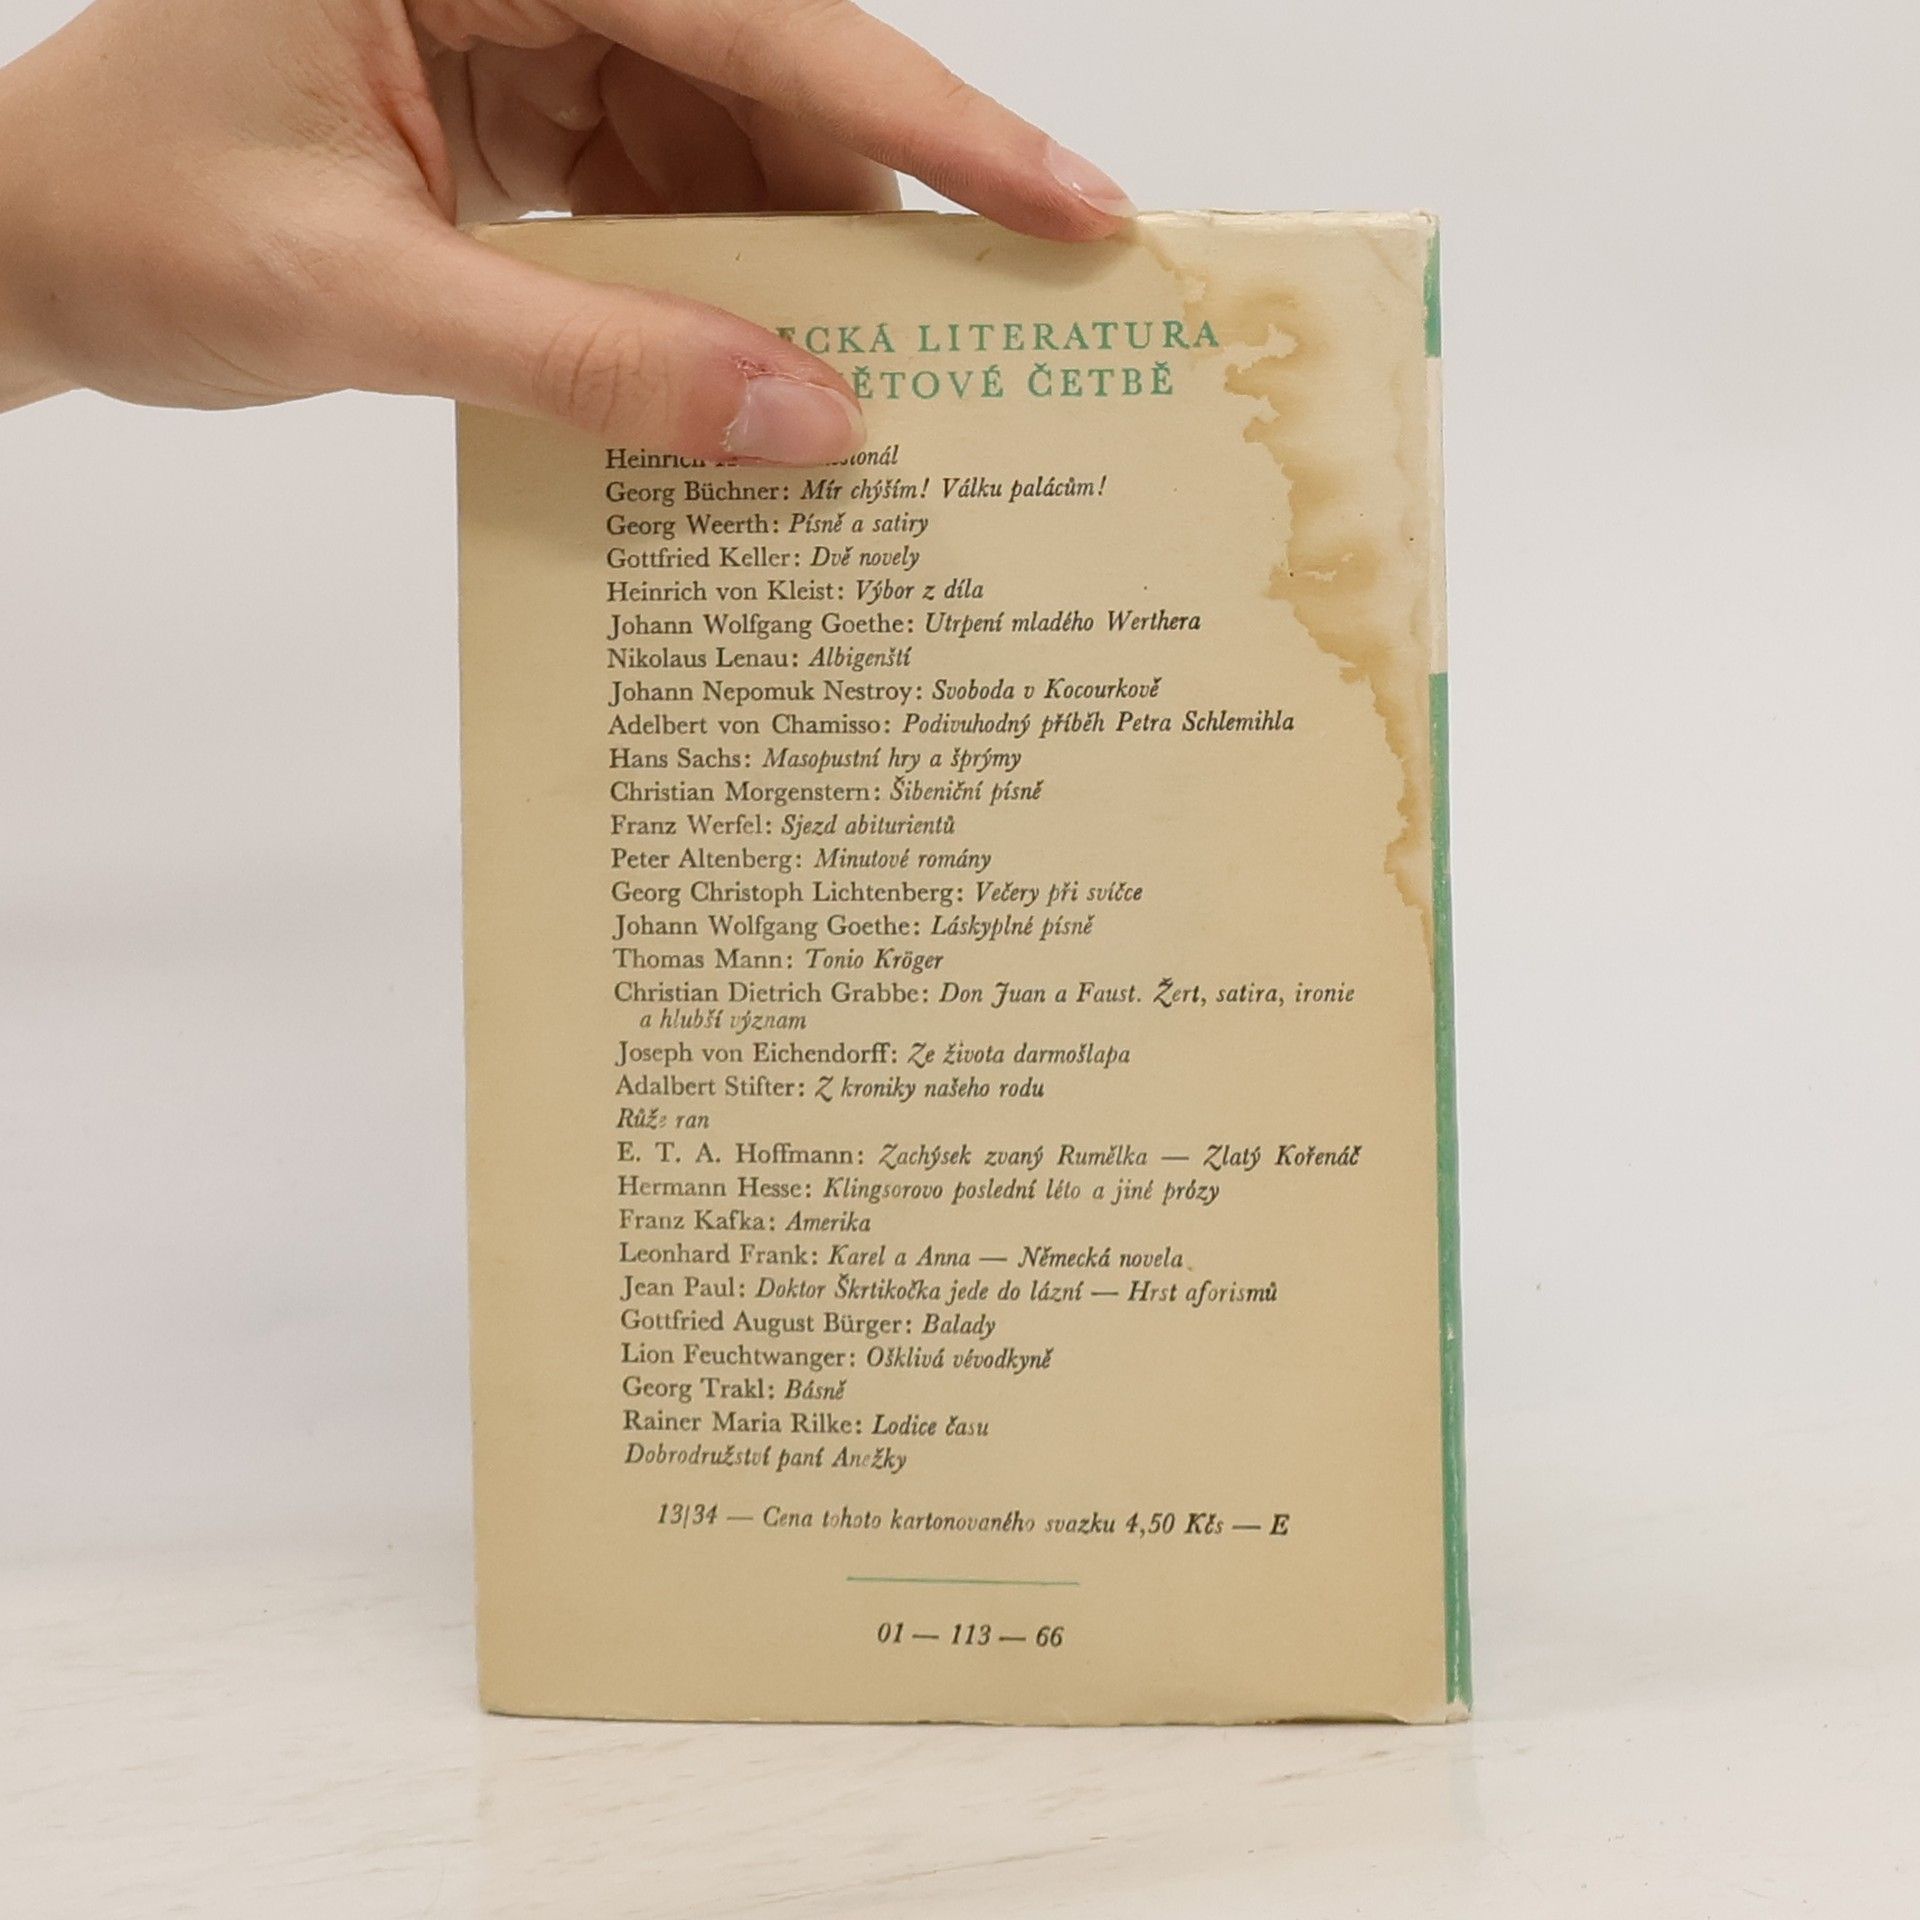 ECKÁ LITERATURA
ĚTOVÉ ČETBĚ
Heinrich
Georg Büchner: Mír chýším! Válku palácům!
Georg Weerth: Písně a satiry
Gottfried Keller: Dvě novely
Heinrich von Kleist: Výbor z díla
Johann Wolfgang Goethe: Utrpení mladého Werthera
Nikolaus Lenau: Albigenští
Johann Nepomuk Nestroy: Svoboda v Kocourkově
Adelbert von Chamisso: Podivuhodný příběh Petra Schlemihla
Hans Sachs: Masopustní hry a šprýmy
Christian Morgenstern: Šibeniční písně
Franz Werfel: Sjezd abiturientů
Peter Altenberg: Minutové romány
Georg Christoph Lichtenberg: Večery při svíčce
Johann Wolfgang Goethe: Láskyplné písně
Thomas Mann: Tonio Kröger
Christian Dietrich Grabbe: Don Juan a Faust. Žert, satira, ironie
a hlubší význam
Joseph von Eichendorff: Ze života darmošlapa
Adalbert Stifter: Z kroniky našeho rodu
Růže ran
E. T. A. Hoffmann: Zachýsek zvaný Rumělka — Zlatý Kořenáč
Hermann Hesse: Klingsorovo poslední léto a jiné prózy
Franz Kafka: Amerika
Leonhard Frank: Karel a Anna — Německá novela
Jean Paul: Doktor Škrtikočka jede do lázní — Hrst aforismů
Gottfried August Bürger: Balady
Lion Feuchtwanger: Ošklivá vévodkyně
Georg Trakl: Básně
Rainer Maria Rilke: Lodice času
Dobrodružství paní Anežky
13/34 — Cena tohoto kartonovaného svazku 4,50 Kčs — E
01 — 113 — 66